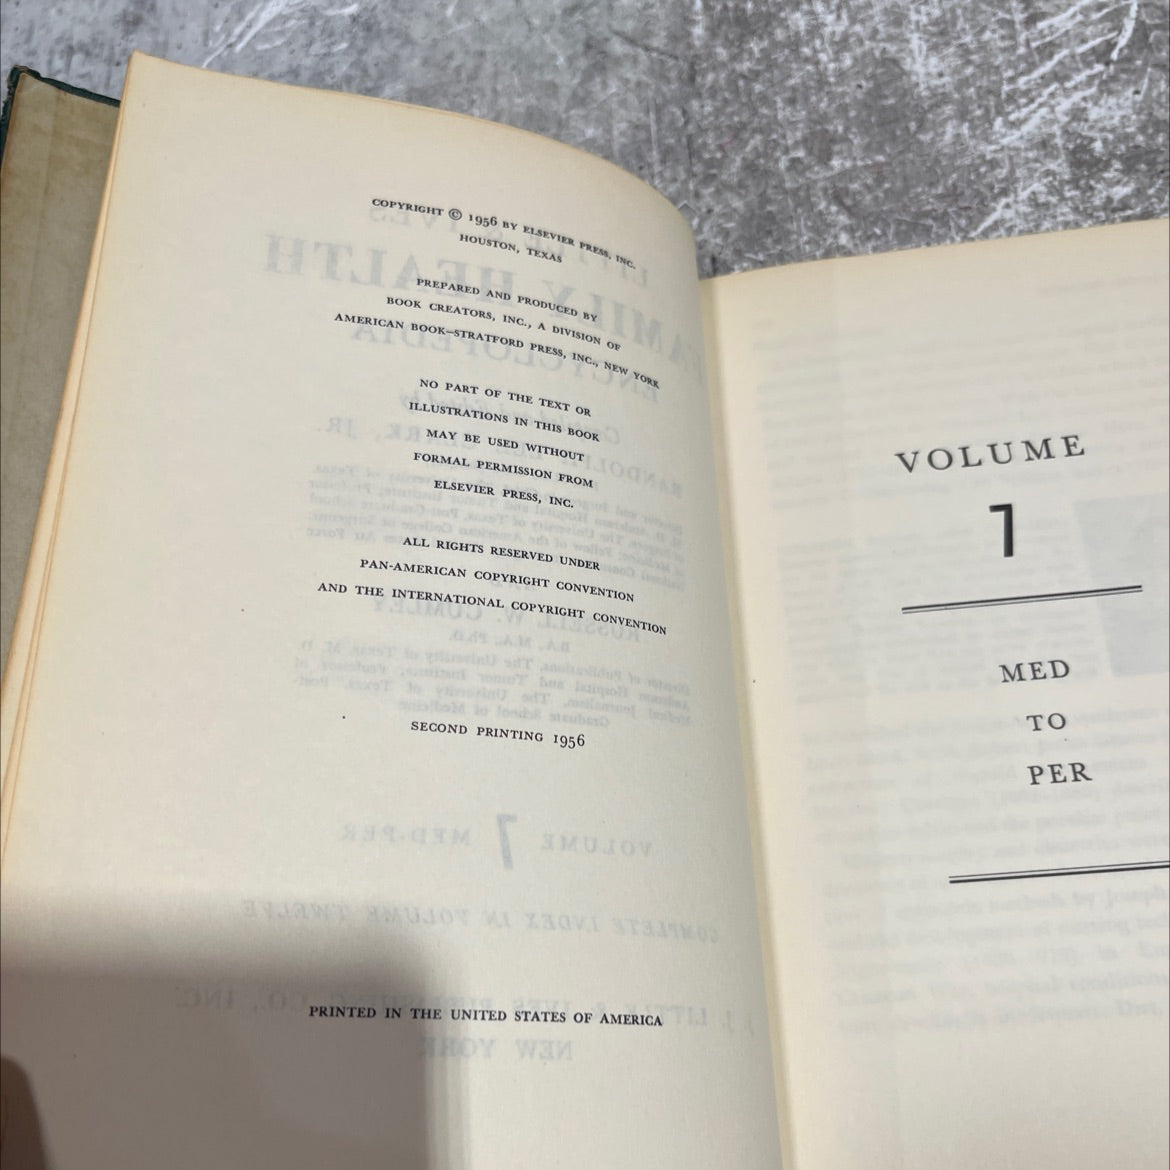 COPYRIGHT © 1956 BY ELSEVIER PRESS, INC.
HOUSTON, TEXAS
PREPARED AND PRODUCED BY
BOOK CREATORS, INC., A DIVISION OF
AMERICAN BOOK–STRATFORD PRESS, INC., NEW YORK
NO PART OF THE TEXT OR
ILLUSTRATIONS IN THIS BOOK
MAY BE USED WITHOUT
FORMAL PERMISSION FROM
ELSEVIER PRESS, INC.
ALL RIGHTS RESERVED UNDER
PAN-AMERICAN COPYRIGHT CONVENTION
AND THE INTERNATIONAL COPYRIGHT CONVENTION
SECOND PRINTING 1956
PRINTED IN THE UNITED STATES OF AMERICA
VOLUME
7
MED
TO
PER